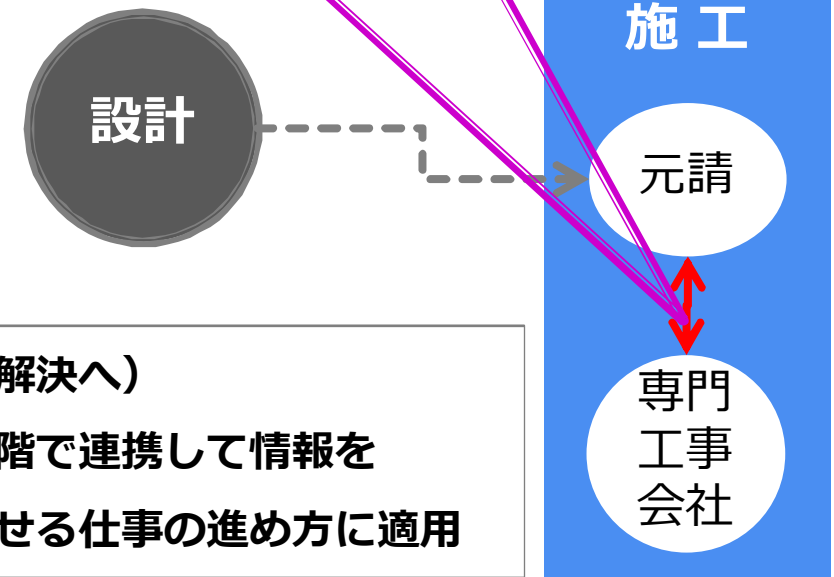 施工
設計
元請
解決へ）
階で連携して情報を
せる仕事の進め方に適用
専門
工事
会社